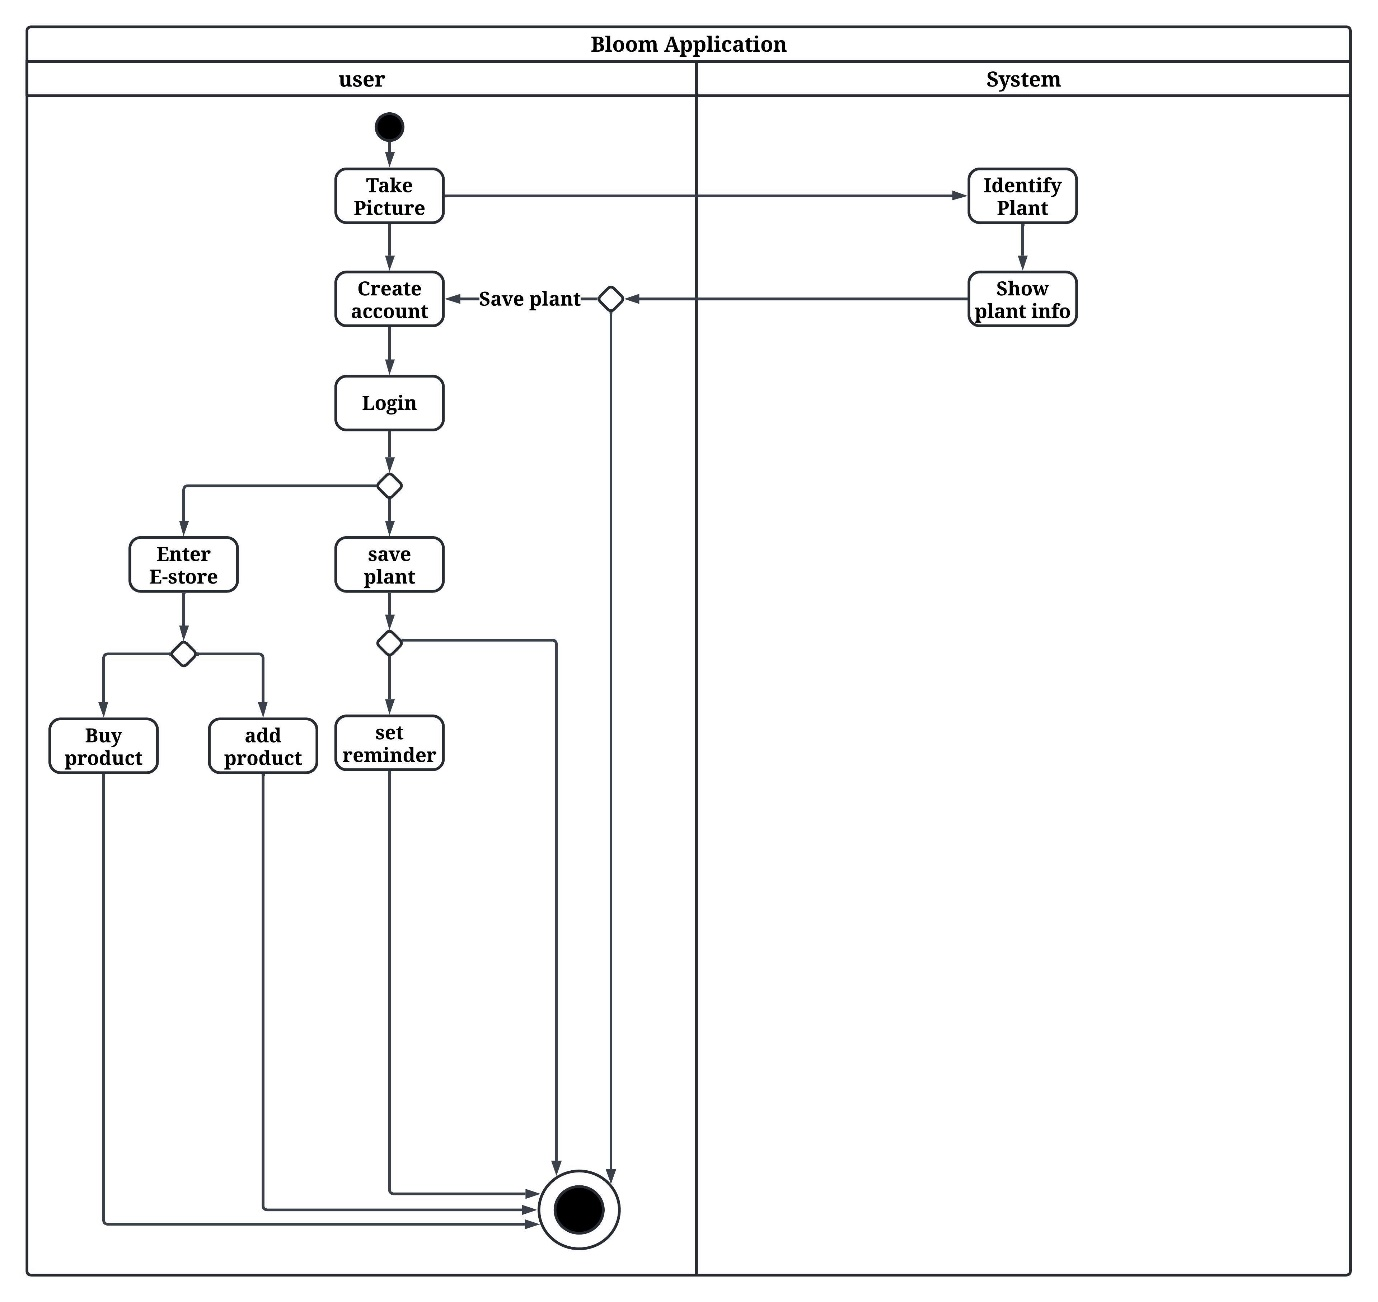 Bloom Application
user
System
Take
Picture
Identify
Plant
Create
account
Save plant
Show
plant info
Login
Enter
E-store
save
plant
Buy
product
add
product
set
reminder